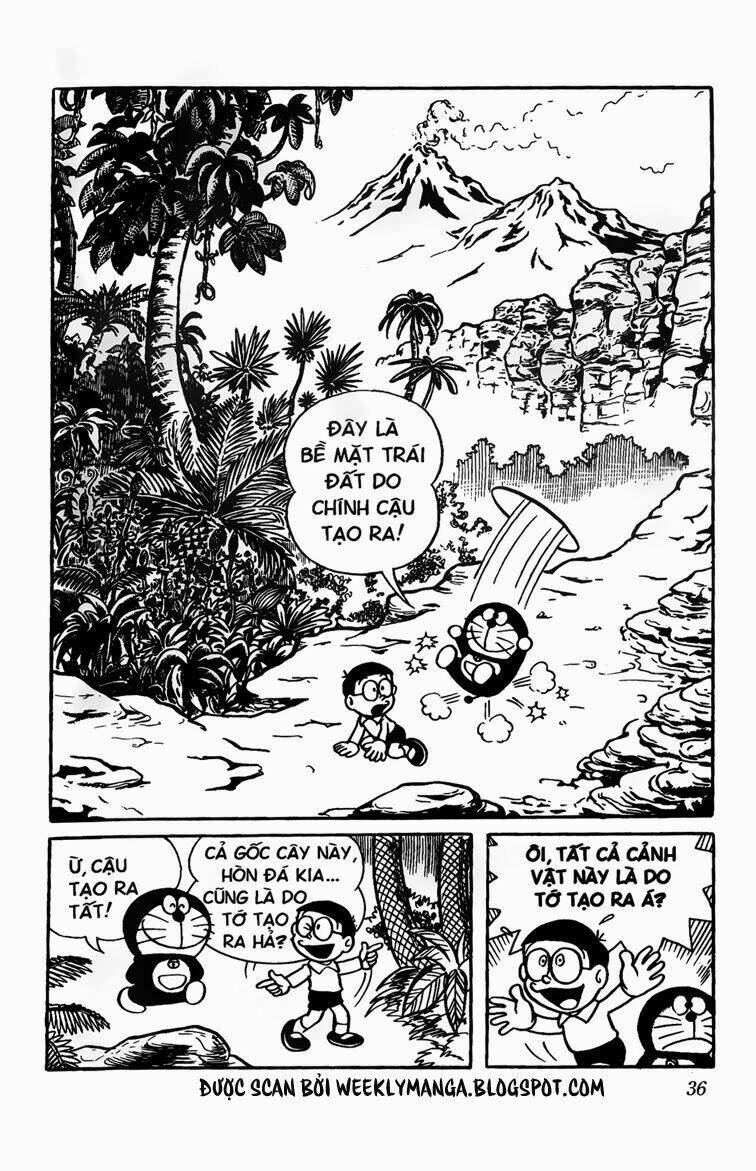 ĐÂY LÀ
BỀ MẶT TRÁI
ĐẤT DO
CHÍNH CẬU
TẠO RA!
Ừ, CẬU
TẠO RA
TẤT!
CẢ GỐC CÂY NÀY,
HÒN ĐÁ KIA...
CŨNG LÀ DO
TỚ TẠO
RA HẢ?
ÔI, TẤT CẢ CẢNH
VẬT NÀY LÀ DO
TỚ TẠO RA Á?
ĐƯỢC SCAN BỞI WEEKLYMANGA.BLOGSPOT.COM
36